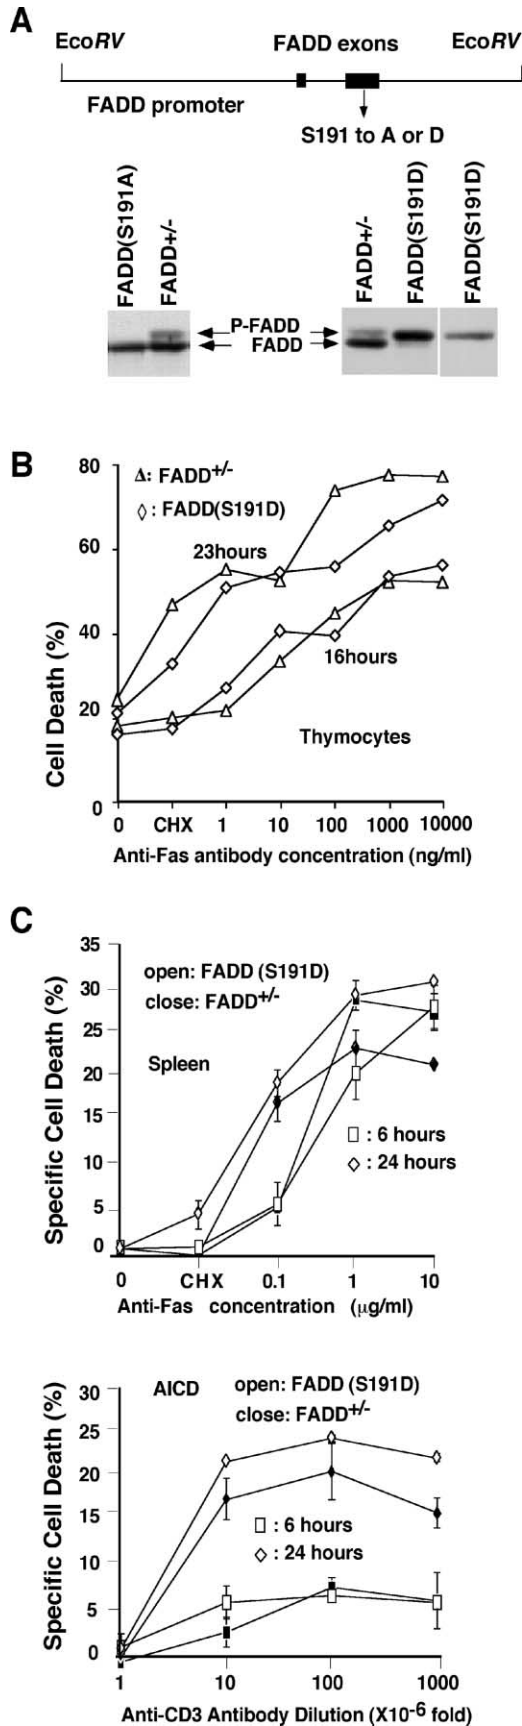 A
EcoRV FADD exons EcoRV
FADD promoter
S191 to A or D
FADD(S191A)
FADD+/-
FADD+/-
FADD(S191D)
FADD(S191D)
P-FADD
FADD
B
Cell Death (%)
80
60
40
20
0
Δ: FADD+/-
◇: FADD(S191D)
23hours
16hours
Thymocytes
0 CHX 1 10 100 1000 10000
Anti-Fas antibody concentration (ng/ml)
C
Specific Cell Death (%)
35
30
25
20
15
10
5
0
open: FADD (S191D)
close: FADD+/-
Spleen
□ : 6 hours
◇ : 24 hours
0 CHX 0.1 1 10
Anti-Fas concentration (μg/ml)
Specific Cell Death (%)
30
25
20
15
10
5
0
AICD open: FADD (S191D)
close: FADD+/-
□ : 6 hours
◇ : 24 hours
1 10 100 1000
Anti-CD3 Antibody Dilution (X10-6 fold)